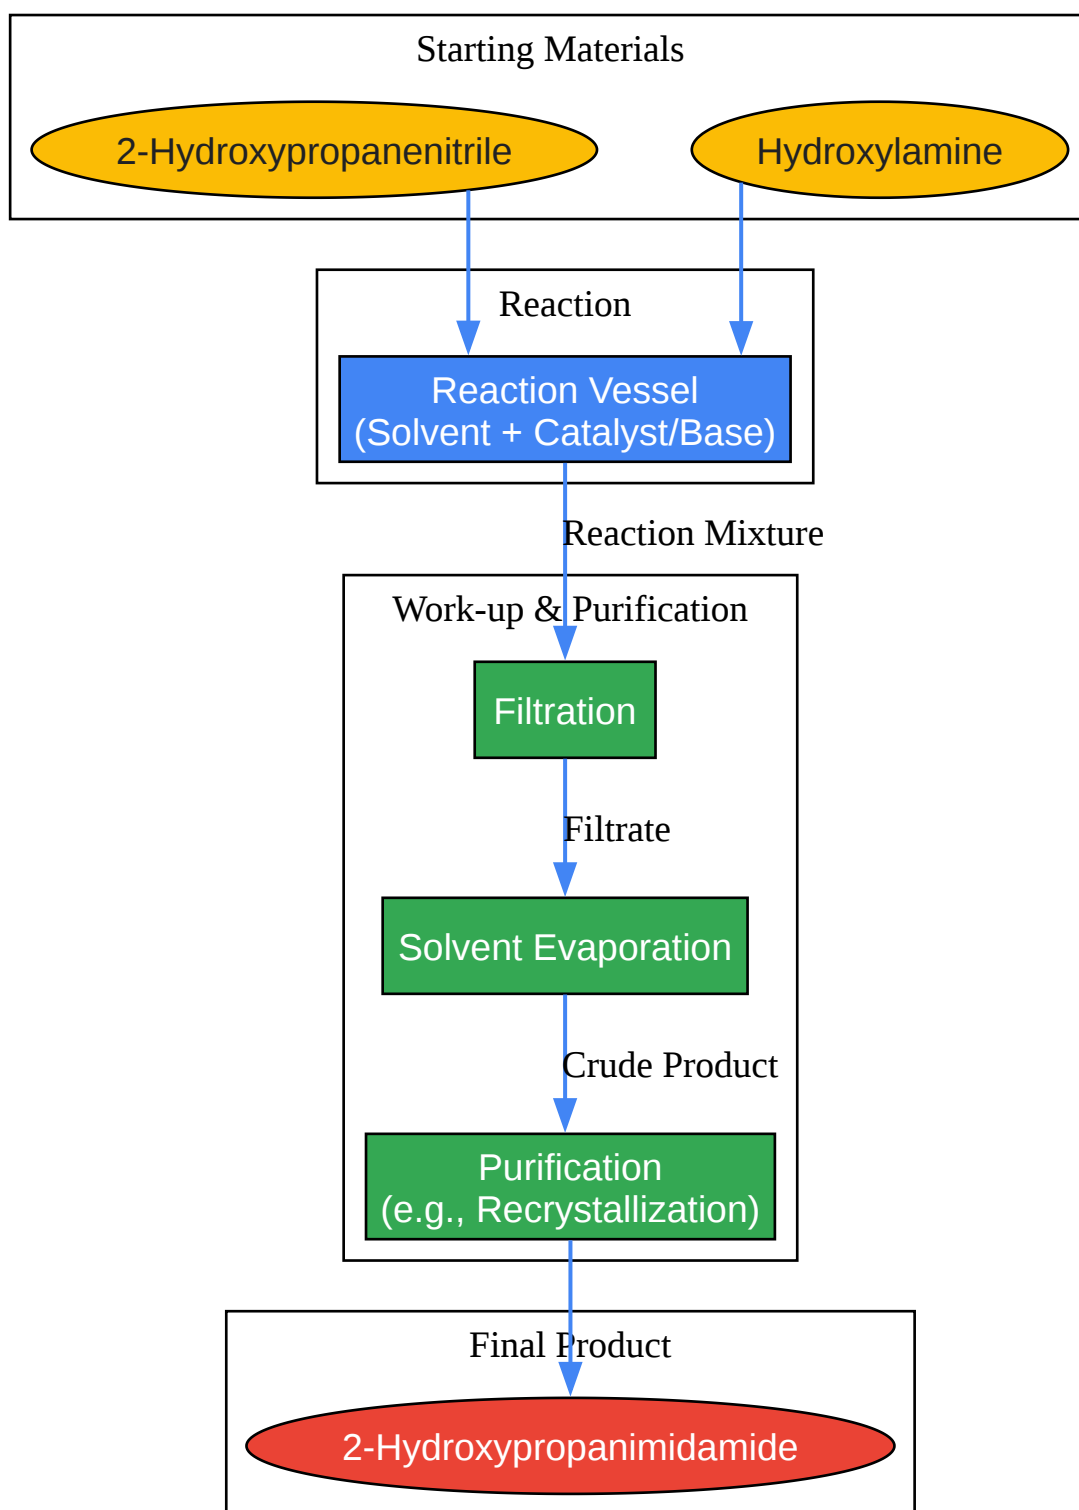 Starting Materials
2-Hydroxypropanenitrile
Hydroxylamine
Reaction
Reaction Vessel
(Solvent + Catalyst/Base)
Reaction Mixture
Work-up & Purification
Filtration
Filtrate
Solvent Evaporation
Crude Product
Purification
(e.g., Recrystallization)
Final Product
2-Hydroxypropanimidamide